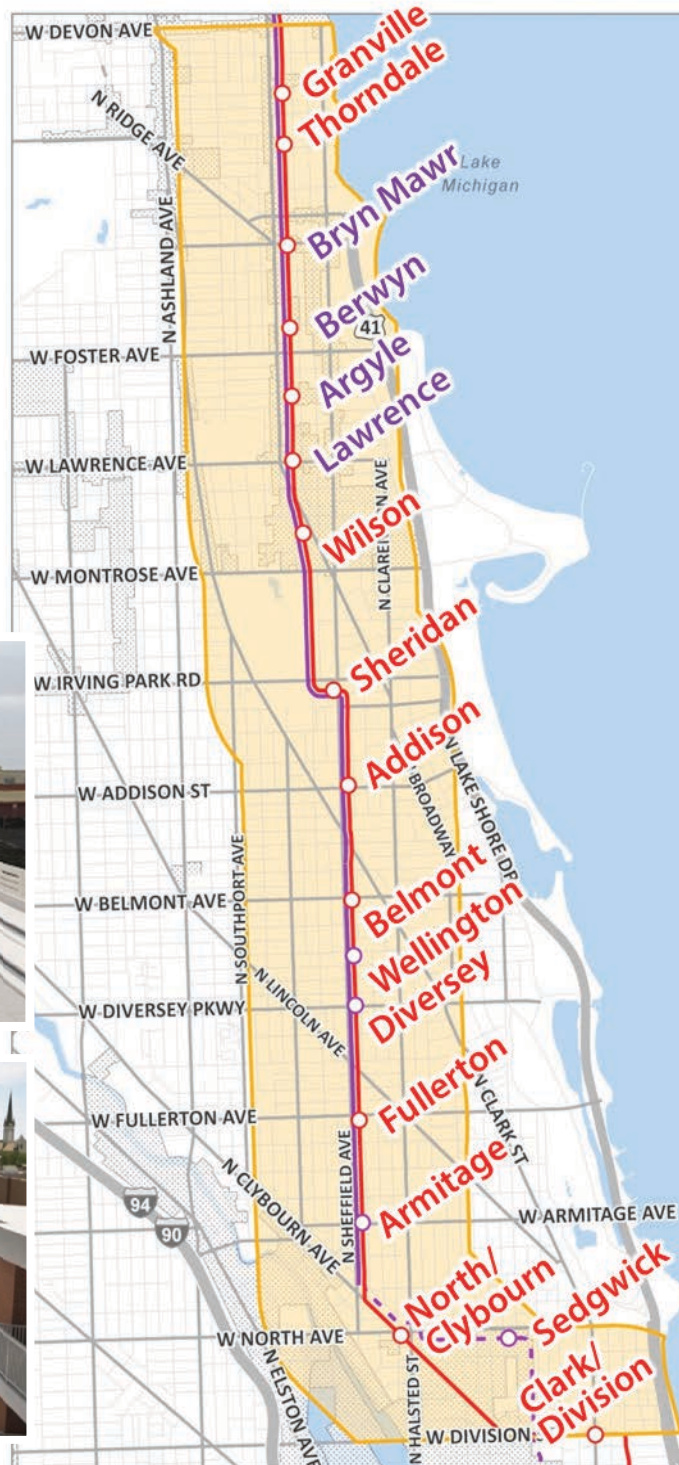 W DEVON AVE
Granville
Thorndale
N RIDGE AVE
Lake
Michigan
Bryn Mawr
N ASHLAND AVE
Berwyn
41
W FOSTER AVE
Argyle
Lawrence
W LAWRENCE AVE
N CLAREN ON AVE
Wilson
W MONTROSE AVE
Sheridan
W IRVING PARK RD
Addison
W ADDISON ST
N LAKE SHORE DR
BROADWAY
Belmont
W BELMONT AVE
N SOUTHPORT AVE
Wellington
N LINCOLN AVE
Diversey
W DIVERSEY PKWY
Fullerton
W FULLERTON AVE
N CLARK ST
N SHEFFIELD AVE
Armitage
N CLYBOURN AVE
94
90
W ARMITAGE AVE
North/
Clybourn
Sedgwick
W NORTH AVE
N ELSTON AVE
N HALSTED ST
Clark/
Division
W DIVISION